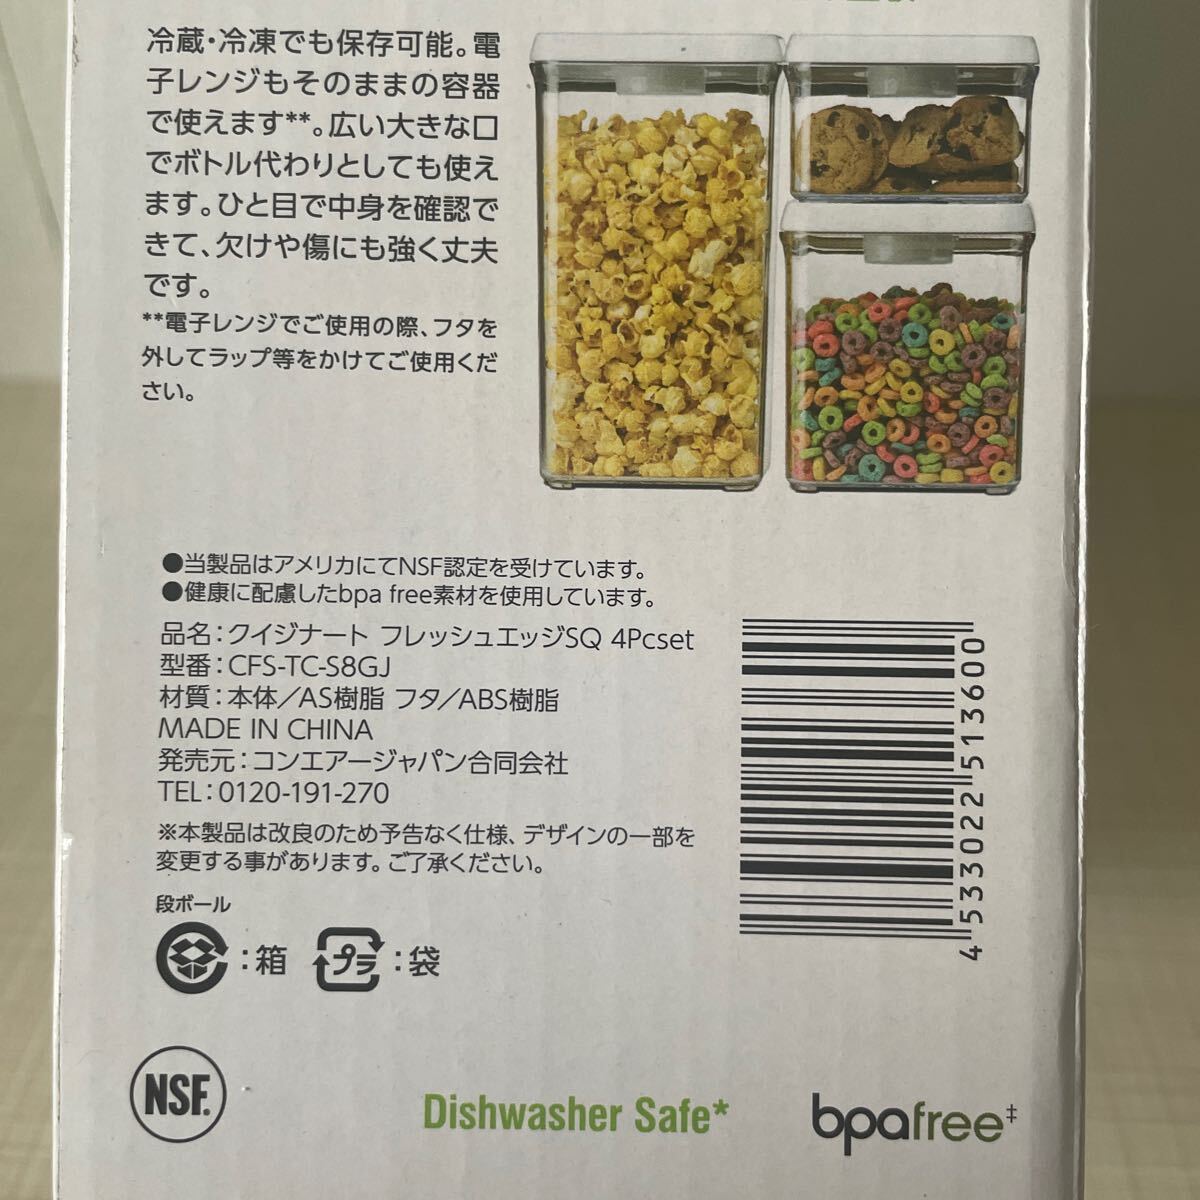 冷蔵・冷凍でも保存可能。電
子レンジもそのままの容器
で使えます**。広い大きな口
でボトル代わりとしても使え
ます。ひと目で中身を確認で
きて、欠けや傷にも強く丈夫
です。
**電子レンジでご使用の際、フタを
外してラップ等をかけてご使用くだ
さい。
●当製品はアメリカにてNSF認定を受けています。
●健康に配慮したbpa free素材を使用しています。
品名：クイジナート フレッシュエッジSQ 4Pcset
型番：CFS-TC-S8GJ
材質：本体／AS樹脂 フタ／ABS樹脂
MADE IN CHINA
発売元：コンエアージャパン合同会社
TEL：0120-191-270
※本製品は改良のため予告なく仕様、デザインの一部を
変更する事があります。ご了承ください。
段ボール
：箱 プラ ：袋
4 533022 513600
NSF.
Dishwasher Safe*
bpafree‡